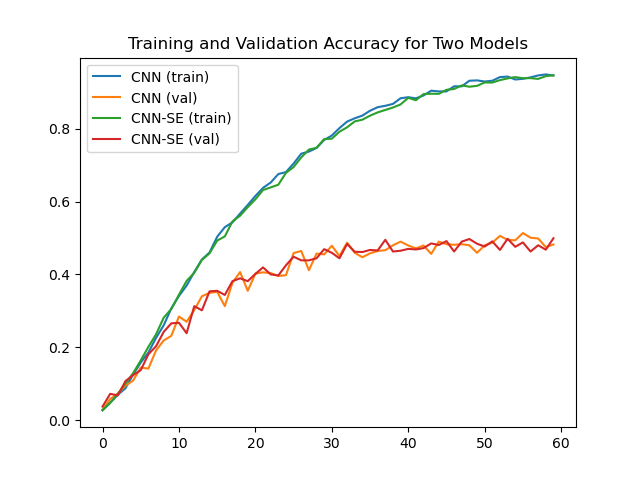 Training and Validation Accuracy for Two Models
CNN (train)
CNN (val)
CNN-SE (train)
CNN-SE (val)
0.8
0.6
0.4
0.2
0.0
0 10 20 30 40 50 60